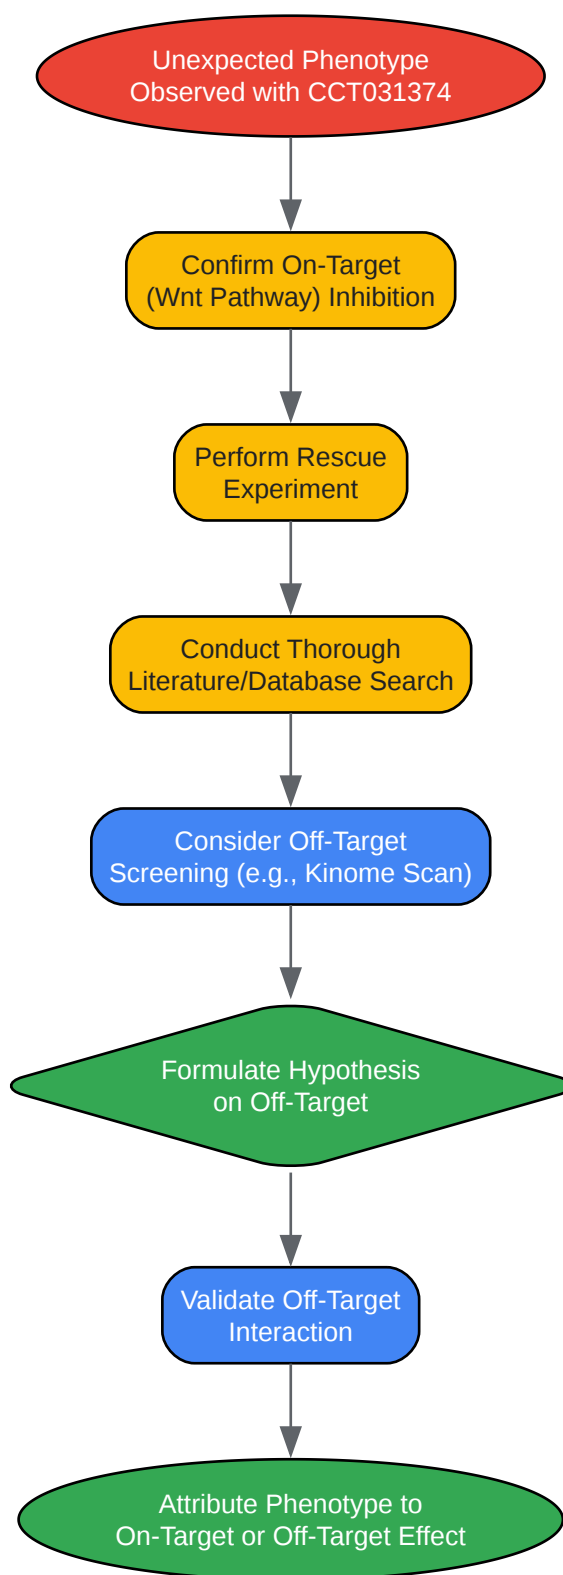 Unexpected Phenotype
Observed with CCT031374
Confirm On-Target
(Wnt Pathway) Inhibition
Perform Rescue
Experiment
Conduct Thorough
Literature/Database Search
Consider Off-Target
Screening (e.g., Kinome Scan)
Formulate Hypothesis
on Off-Target
Validate Off-Target
Interaction
Attribute Phenotype to
On-Target or Off-Target Effect